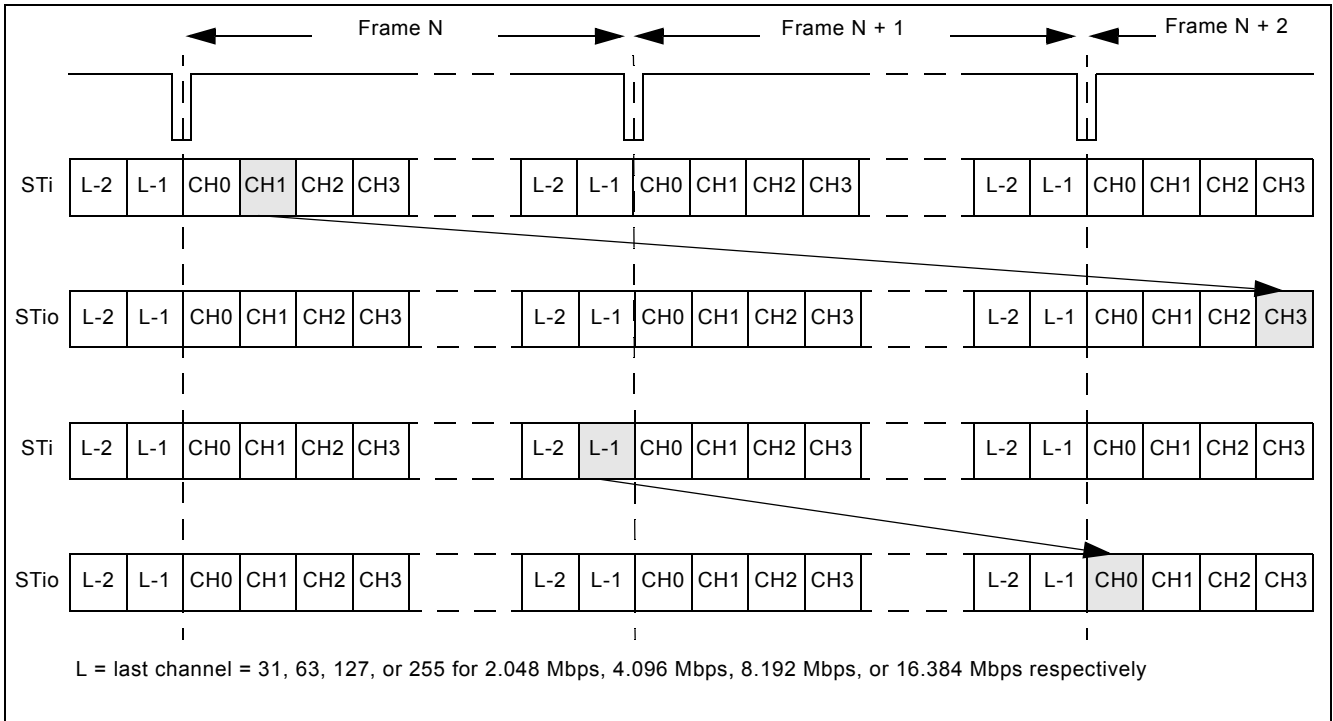 Frame N Frame N + 1 Frame N + 2
STi L-2 L-1 CH0 CH1 CH2 CH3 L-2 L-1 CH0 CH1 CH2 CH3 L-2 L-1 CH0 CH1 CH2 CH3
STio L-2 L-1 CH0 CH1 CH2 CH3 L-2 L-1 CH0 CH1 CH2 CH3 L-2 L-1 CH0 CH1 CH2 CH3
STi L-2 L-1 CH0 CH1 CH2 CH3 L-2 L-1 CH0 CH1 CH2 CH3 L-2 L-1 CH0 CH1 CH2 CH3
STio L-2 L-1 CH0 CH1 CH2 CH3 L-2 L-1 CH0 CH1 CH2 CH3 L-2 L-1 CH0 CH1 CH2 CH3
L = last channel = 31, 63, 127, or 255 for 2.048 Mbps, 4.096 Mbps, 8.192 Mbps, or 16.384 Mbps respectively